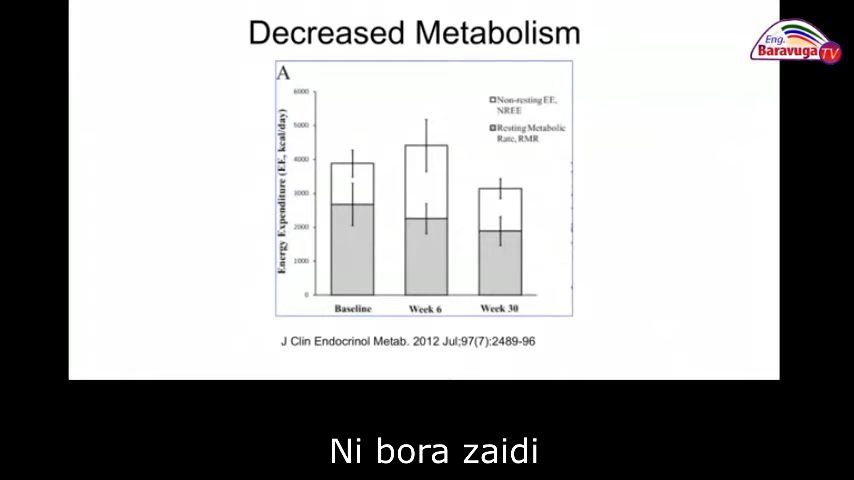 Decreased Metabolism
Eng.
Baravuga TV
A
Energy Expenditure (EE, kcal/day)
6000
5000
4000
3000
2000
1000
0
Non-resting EE,
NREE
Resting Metabolic
Rate, RMR
Baseline
Week 6
Week 30
J Clin Endocrinol Metab. 2012 Jul;97(7):2489-96
Ni bora zaidi